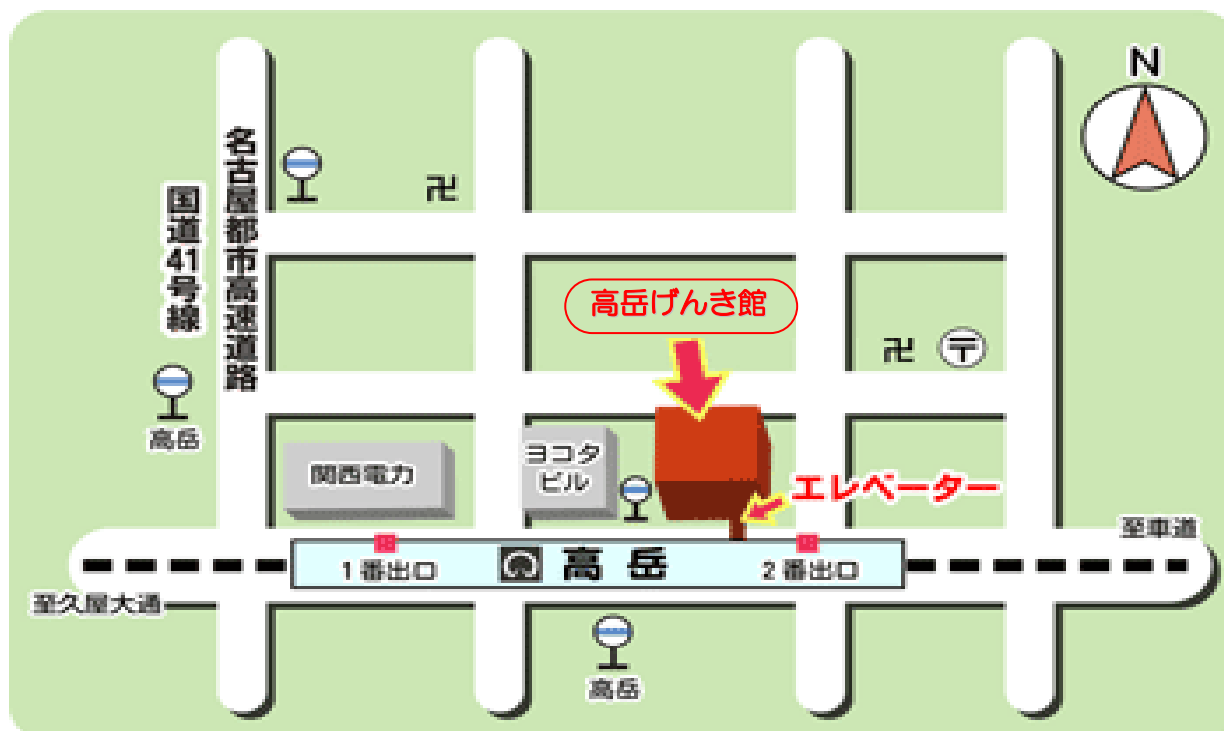 N
名古屋都市高速道路
国道41号線
卍
高岳げんき館
卍
〒
高岳
関西電力
ヨコタ
ビル
エレベーター
至車道
1番出口
高岳
2番出口
至久屋大通
高岳